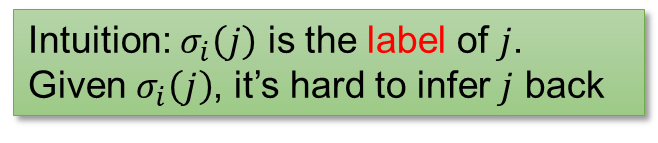 Intuition: 𝜎ᵢ(𝑗) is the label of 𝑗.
Given 𝜎ᵢ(𝑗), it’s hard to infer 𝑗 back